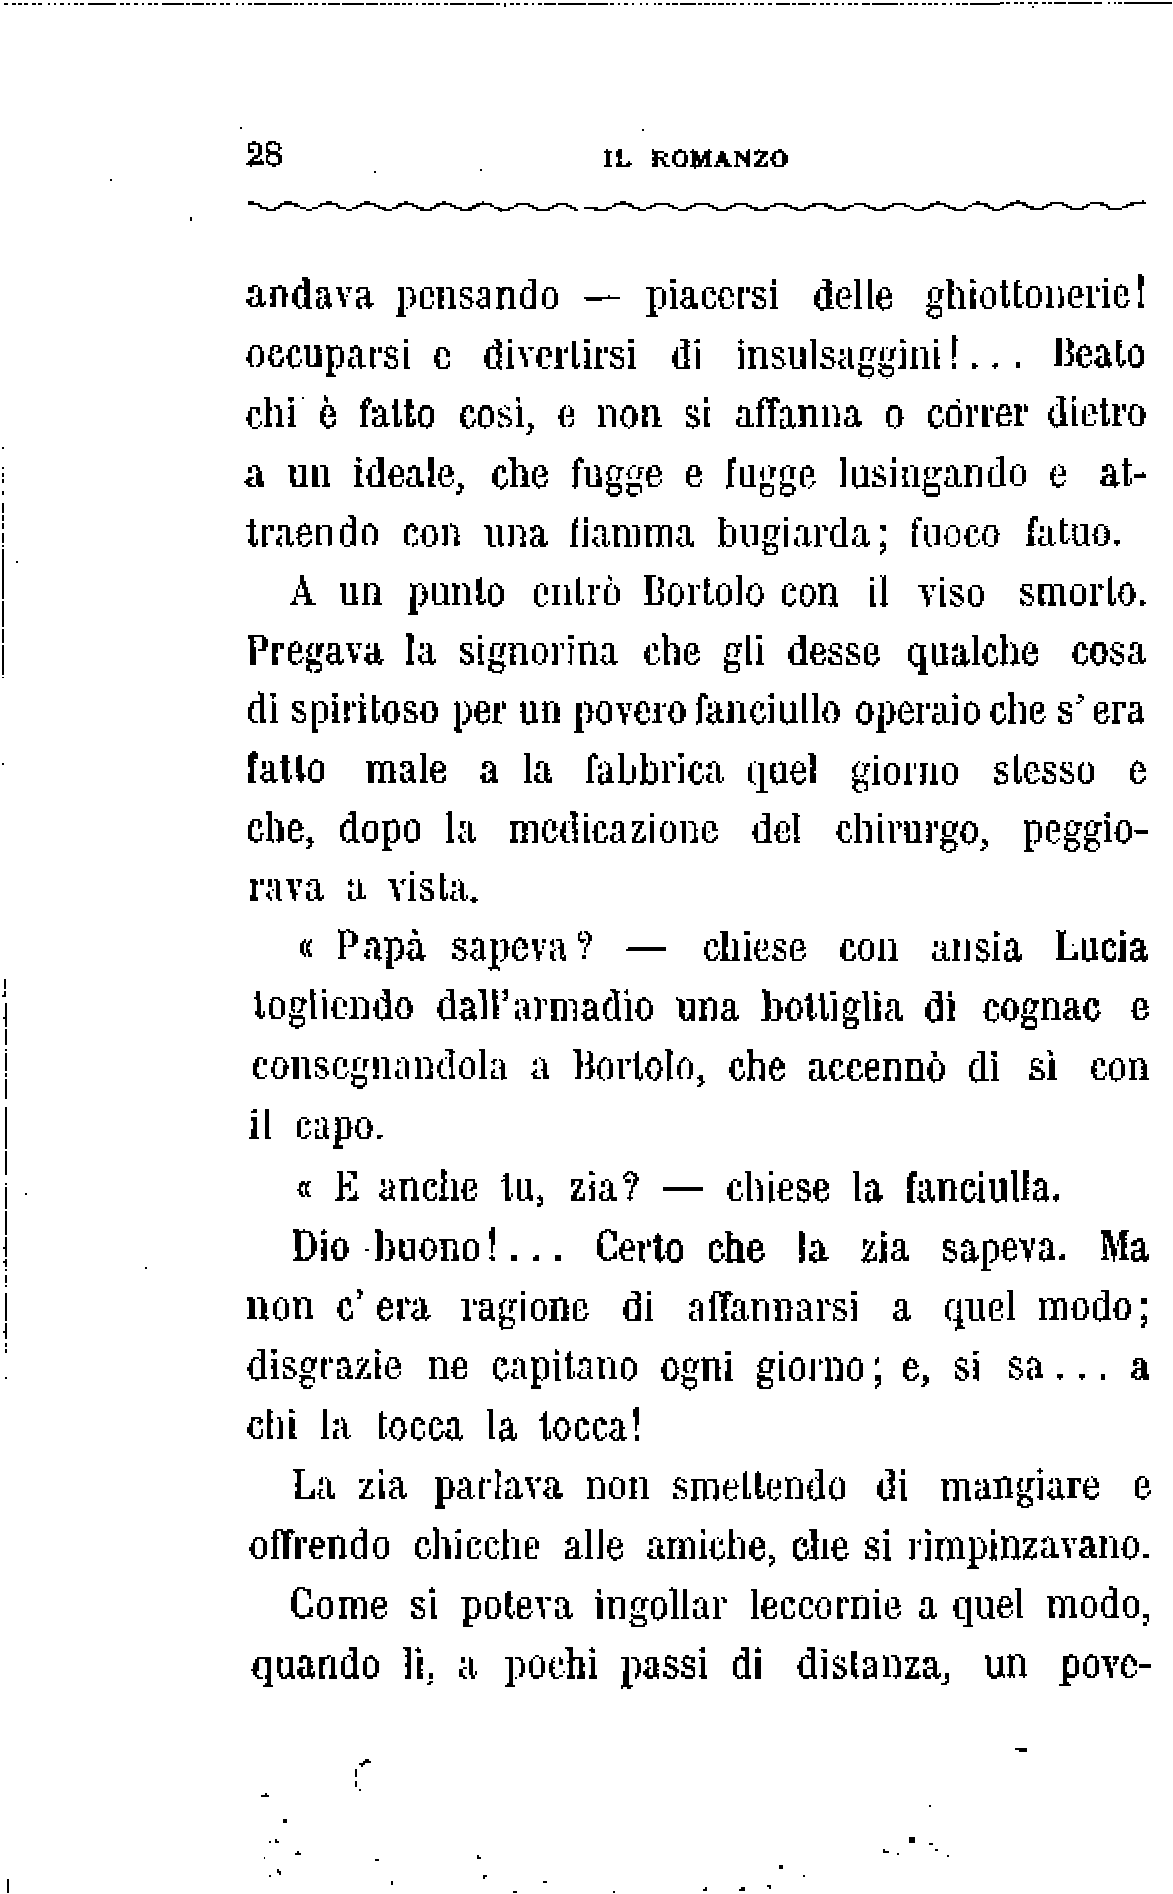 28 IL ROMANZO
andava pensando — piacersi delle ghiottonerie!
occuparsi e divertirsi di insulsaggini!... Beato
chi è fatto così, e non si affanna o córrer dietro
a un ideale, che fugge e fugge lusingando e at-
traendo con una fiamma bugiarda; fuoco fatuo.
A un punto entrò Bortolo con il viso smorto.
Pregava la signorina che gli desse qualche cosa
di spiritoso per un povero fanciullo operaio che s' era
fatto male a la fabbrica quel giorno stesso e
che, dopo la medicazione del chirurgo, peggio-
rava a vista.
« Papà sapeva? — chiese con ansia Lucia
togliendo dall'armadio una bottiglia di cognac e
consegnandola a Bortolo, che accennò di sì con
il capo.
« E anche tu, zia? — chiese la fanciulla.
Dio buono!... Certo che la zia sapeva. Ma
non c' era ragione di affannarsi a quel modo;
disgrazie ne capitano ogni giorno; e, si sa... a
chi la tocca la tocca!
La zia parlava non smettendo di mangiare e
offrendo chicche alle amiche, che si rimpinzavano.
Come si poteva ingollar leccornie a quel modo,
quando lì, a pochi passi di distanza, un pove-